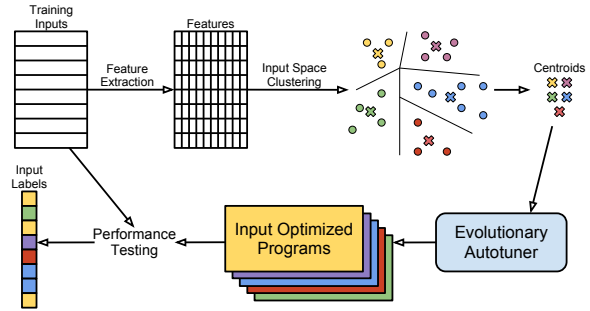 Training
Inputs
Features
Feature
Extraction
Input Space
Clustering
Centroids
Input
Labels
Performance
Testing
Input Optimized
Programs
Evolutionary
Autotuner